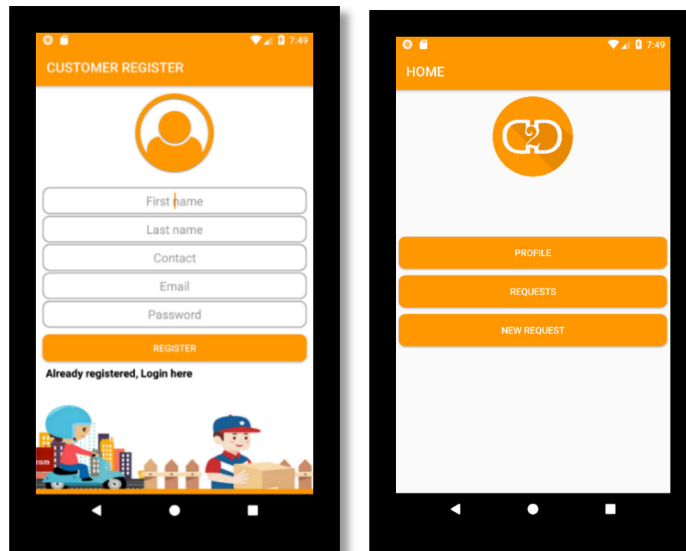 7:49
CUSTOMER REGISTER
First name
Last name
Contact
Email
Password
REGISTER
Already registered, Login here
7:49
HOME
C2D
PROFILE
REQUESTS
NEW REQUEST